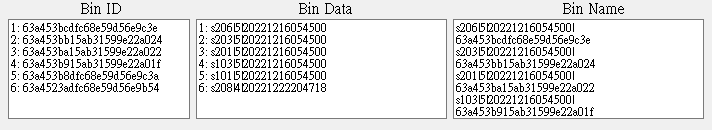 Bin ID
1: 63a453bcdfc68e59d56e9c3e
2: 63a453bb15ab31599e22a024
3: 63a453ba15ab31599e22a022
4: 63a453b915ab31599e22a01f
5: 63a453b8dfc68e59d56e9c3a
6: 63a4523adfc68e59d56e9b54
Bin Data
1: s206|5|20221216054500
2: s203|5|20221216054500
3: s201|5|20221216054500
4: s103|5|20221216054500
5: s101|5|20221216054500
6: s208|4|20221222204718
Bin Name
s206|5|20221216054500|
63a453bcdfc68e59d56e9c3e
s203|5|20221216054500|
63a453bb15ab31599e22a024
s201|5|20221216054500|
63a453ba15ab31599e22a022
s103|5|20221216054500|
63a453b915ab31599e22a01f